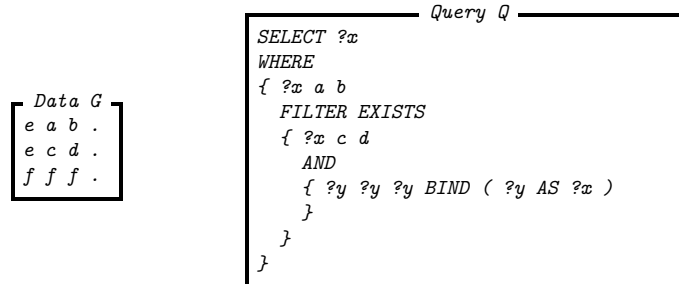 Data G
e a b .
e c d .
f f f .
Query Q
SELECT ?x
WHERE
{ ?x a b
FILTER EXISTS
{ ?x c d
AND
{ ?y ?y ?y BIND ( ?y AS ?x )
}
}
}